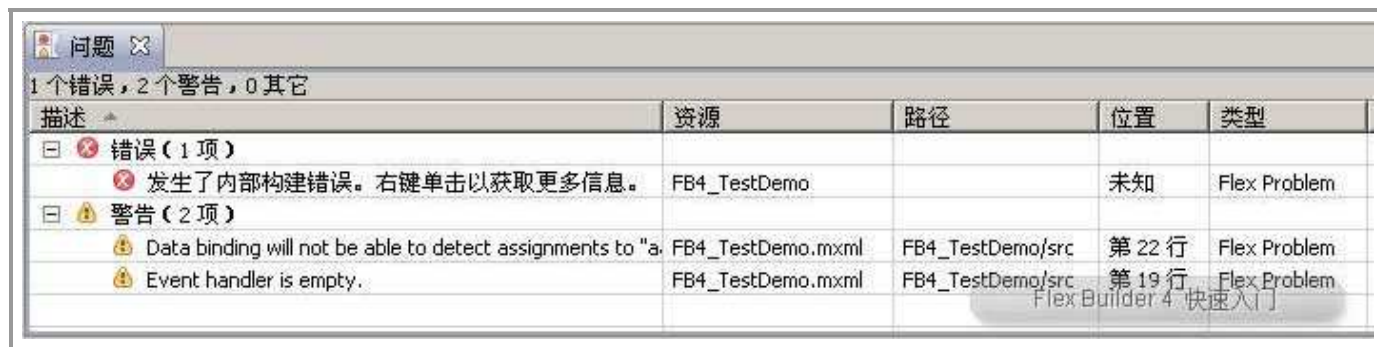 问题
1 个错误,2 个警告,0 其它
描述 资源 路径 位置 类型
错误(1 项)
发生了内部构建错误。右键单击以获取更多信息。 FB4_TestDemo 未知 Flex Problem
警告(2 项)
Data binding will not be able to detect assignments to "a FB4_TestDemo.mxml FB4_TestDemo/src 第 22 行 Flex Problem
Event handler is empty. FB4_TestDemo.mxml FB4_TestDemo/src 第 19 行 Flex Problem
Flex Builder 4 快速入门